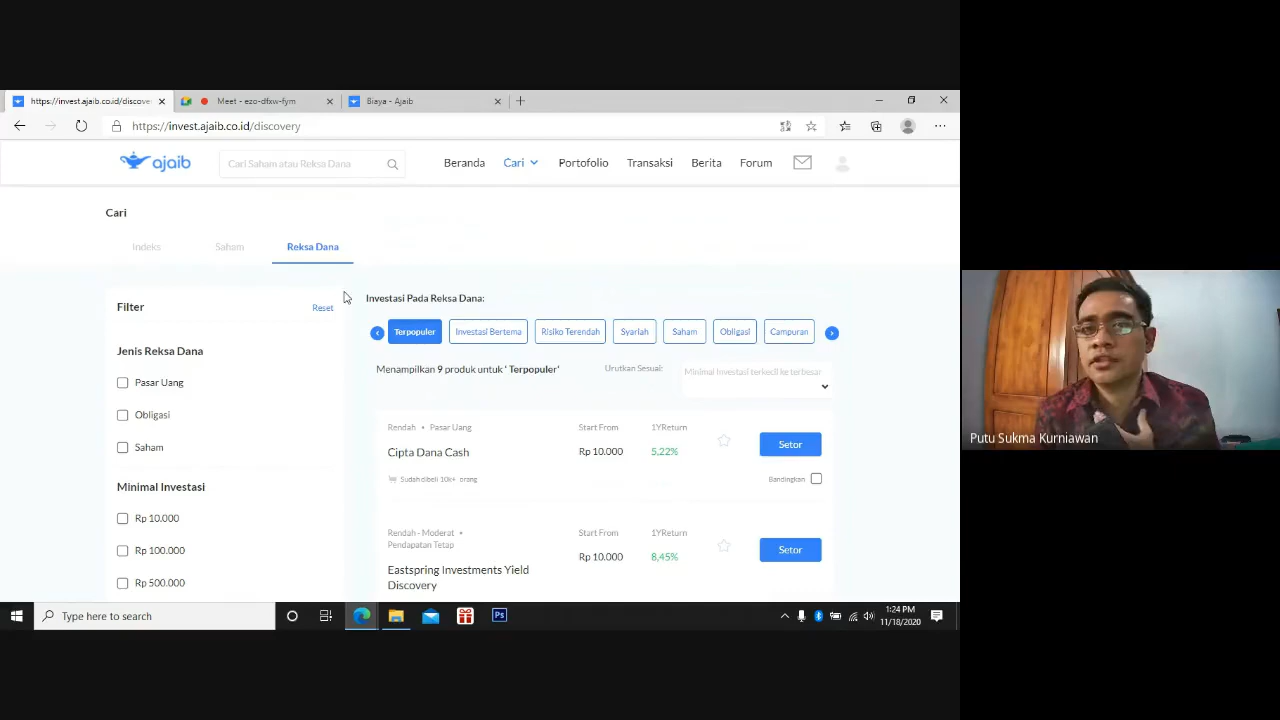 https://invest.ajaib.co.id/discove
Meet - ezo-dfxw-fym
Biaya - Ajaib
https://invest.ajaib.co.id/discovery
ajaib
Cari Saham atau Reksa Dana
Beranda
Cari
Portofolio
Transaksi
Berita
Forum
Cari
Indeks
Saham
Reksa Dana
Filter
Reset
Jenis Reksa Dana
Pasar Uang
Obligasi
Saham
Minimal Investasi
Rp 10.000
Rp 100.000
Rp 500.000
Investasi Pada Reksa Dana:
Terpopuler
Investasi Bertema
Risiko Terendah
Syariah
Saham
Obligasi
Campuran
Menampilkan 9 produk untuk ' Terpopuler'
Urutkan Sesuai:
Minimal Investasi terkecil ke terbesar
Rendah • Pasar Uang
Start From
1YReturn
Cipta Dana Cash
Rp 10.000
5,22%
Setor
Sudah dibeli 10k+ orang
Bandingkan
Rendah - Moderat •
Pendapatan Tetap
Start From
1YReturn
Eastspring Investments Yield
Discovery
Rp 10.000
8,45%
Setor
Putu Sukma Kurniawan
Type here to search
Ps
1:24 PM
11/18/2020